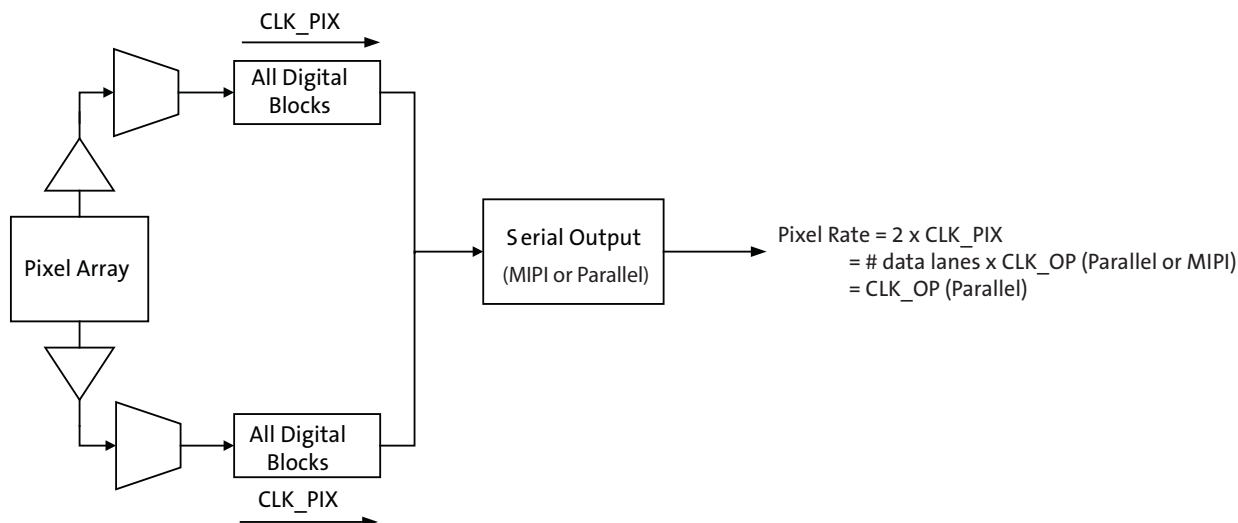 CLK_PIX
All Digital
Blocks
Pixel Array
Serial Output
(MIPI or Parallel)
Pixel Rate = 2 x CLK_PIX
= # data lanes x CLK_OP (Parallel or MIPI)
= CLK_OP (Parallel)
All Digital
Blocks
CLK_PIX